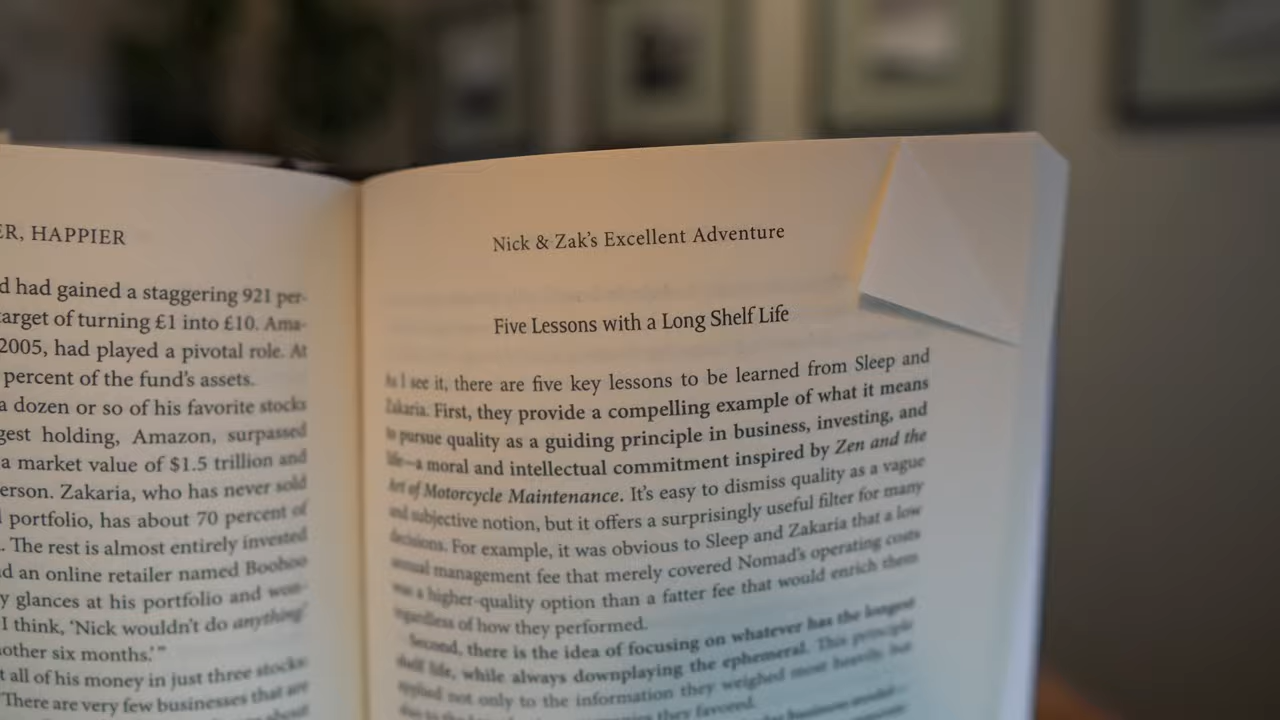 ER, HAPPIER
d had gained a staggering 921 per-
arget of turning £1 into £10. Ama-
2005, had played a pivotal role. At
percent of the fund's assets.
a dozen or so of his favorite stocks
gest holding, Amazon, surpassed
a market value of $1.5 trillion and
erson. Zakaria, who has never sold
portfolio, has about 70 percent of
. The rest is almost entirely invested
d an online retailer named Boohoo
y glances at his portfolio and won-
I think, ‘Nick wouldn't do anything’
other six months.’”
t all of his money in just three stocks:
“There are very few businesses that are
about
Nick & Zak's Excellent Adventure
Five Lessons with a Long Shelf Life
As I see it, there are five key lessons to be learned from Sleep and
Zakaria. First, they provide a compelling example of what it means
to pursue quality as a guiding principle in business, investing, and
life—a moral and intellectual commitment inspired by Zen and the
Art of Motorcycle Maintenance. It's easy to dismiss quality as a vague
and subjective notion, but it offers a surprisingly useful filter for many
decisions. For example, it was obvious to Sleep and Zakaria that a low
annual management fee that merely covered Nomad's operating costs
was a higher-quality option than a fatter fee that would enrich them
regardless of how they performed.
Second, there is the idea of focusing on whatever has the longest
shelf life, while always downplaying the ephemeral. This principle
applied not only to the information they weighed most heavily, but
they favored.